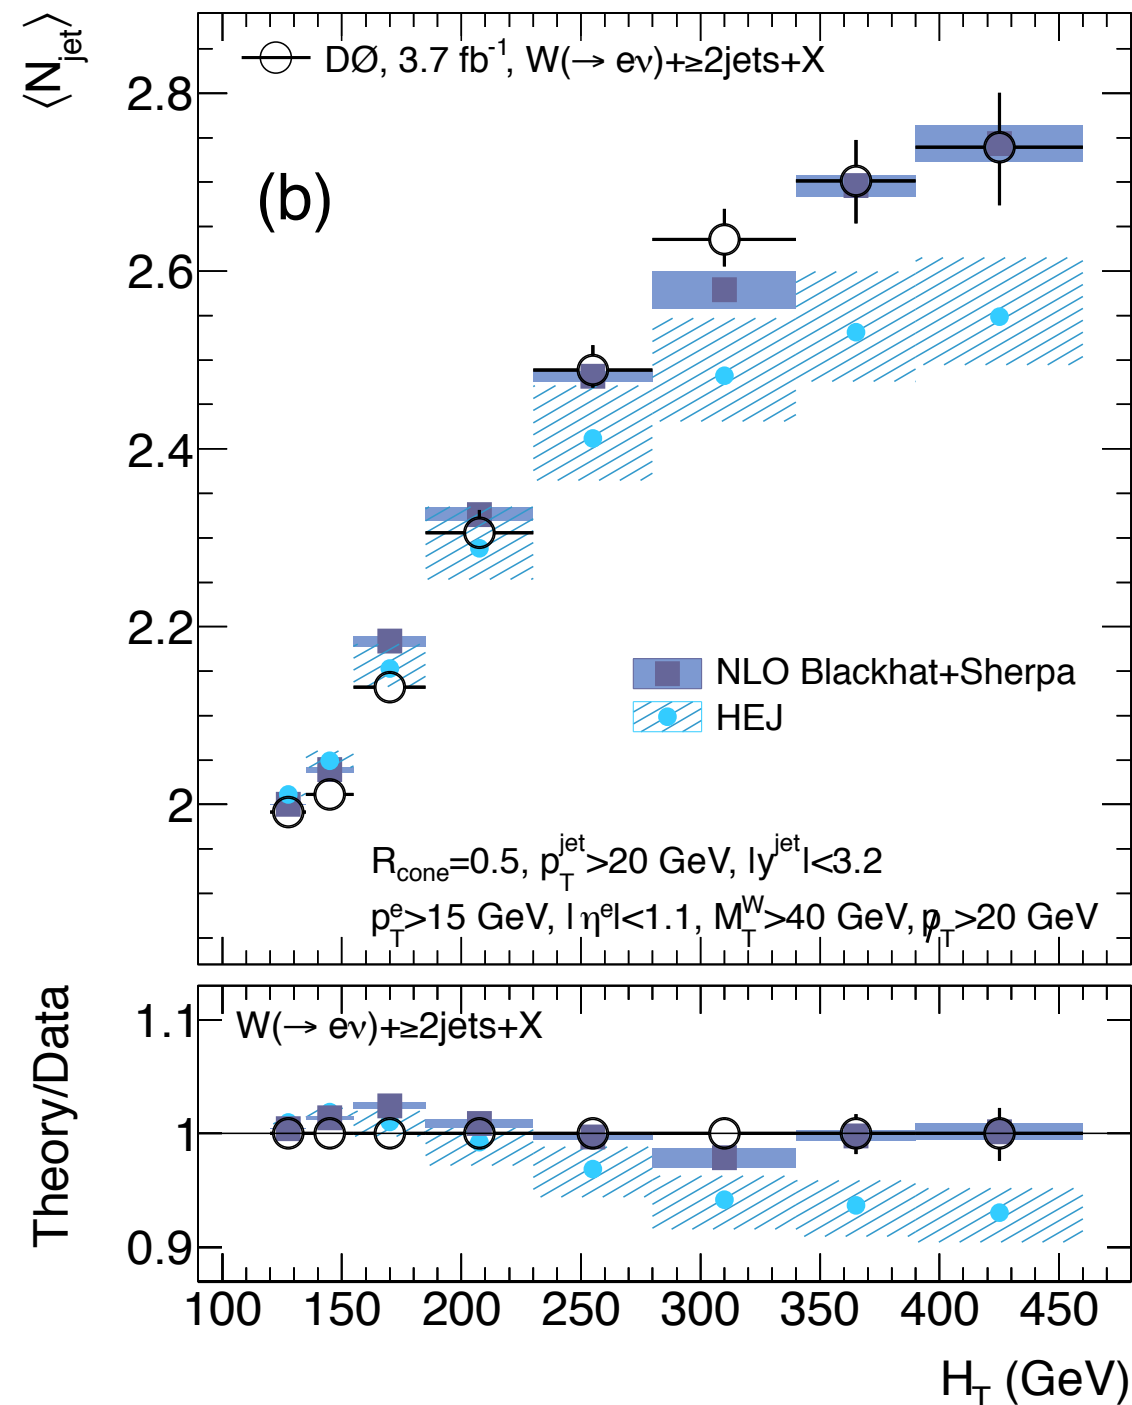 ⟨N_jet⟩
DØ, 3.7 fb⁻¹, W(→ eν)+≥2jets+X
2.8
(b)
2.6
2.4
2.2
NLO Blackhat+Sherpa
HEJ
2
R_cone=0.5, p_T^jet>20 GeV, |y^jet|<3.2
p_T^e>15 GeV, |η^e|<1.1, M_T^W>40 GeV, p̸_T>20 GeV
Theory/Data
1.1
W(→ eν)+≥2jets+X
1
0.9
100 150 200 250 300 350 400 450
H_T (GeV)